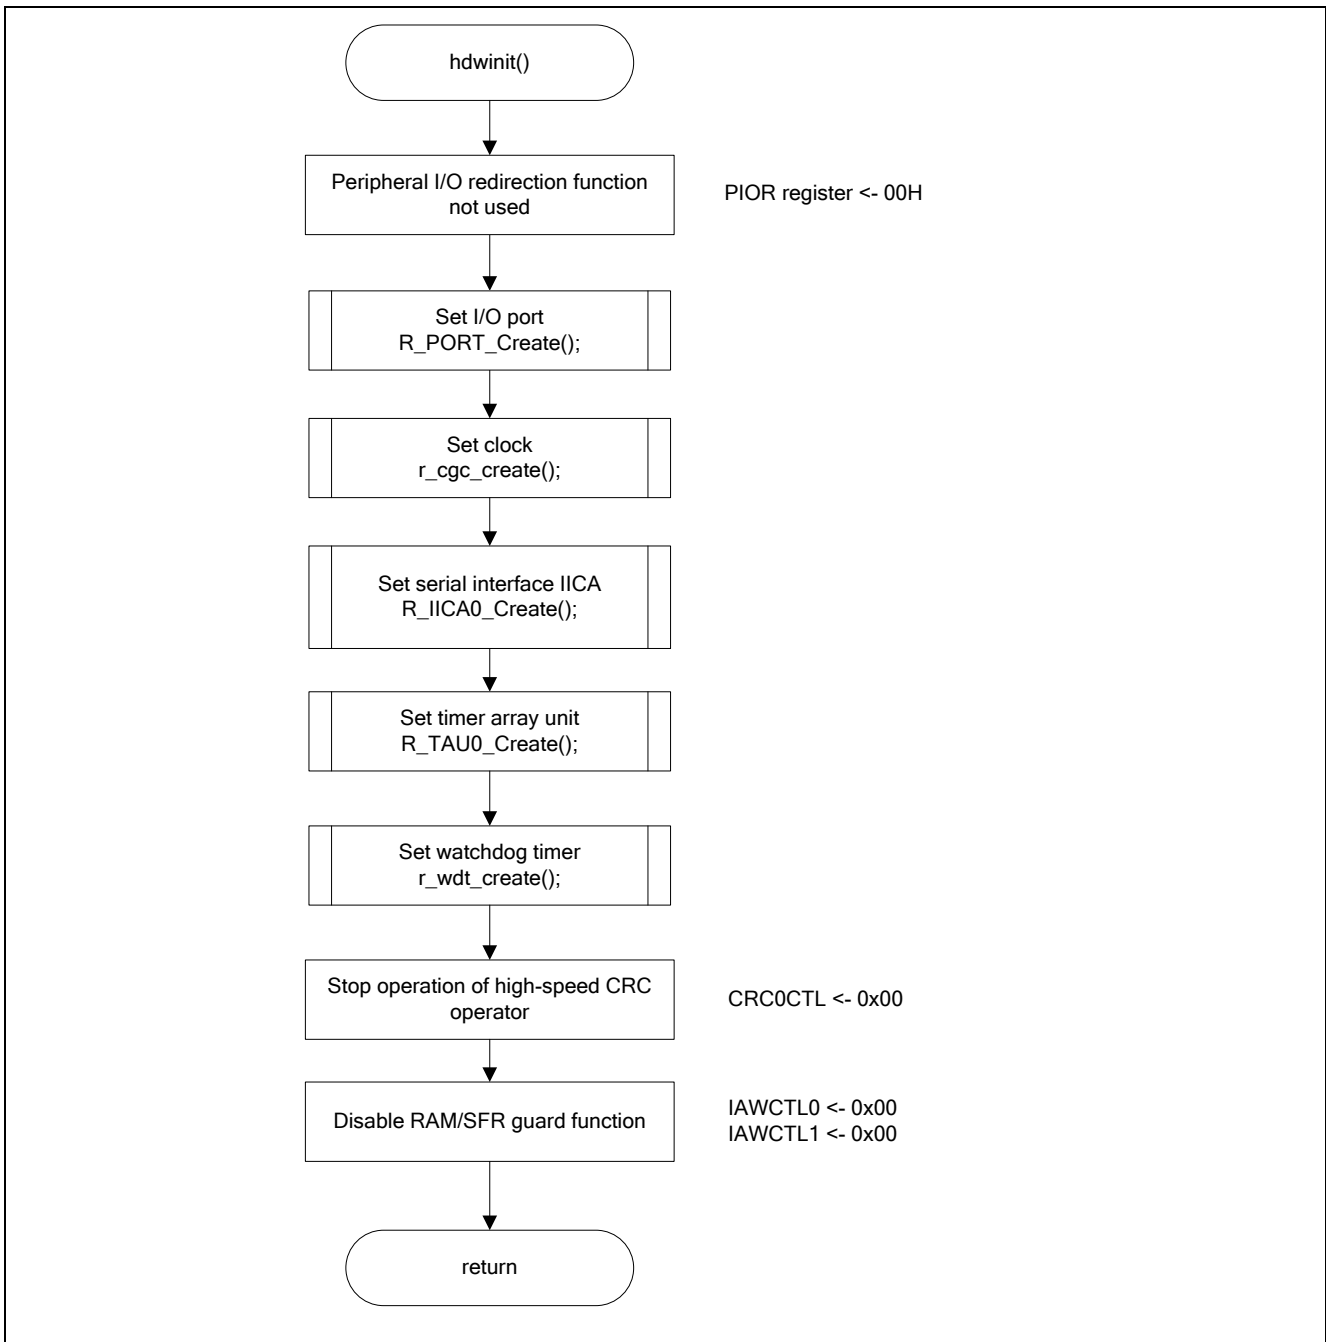 hdwinit()
Peripheral I/O redirection function
not used
PIOR register <- 00H
Set I/O port
R_PORT_Create();
Set clock
r_cgc_create();
Set serial interface IICA
R_IICA0_Create();
Set timer array unit
R_TAU0_Create();
Set watchdog timer
r_wdt_create();
Stop operation of high-speed CRC
operator
CRC0CTL <- 0x00
Disable RAM/SFR guard function
IAWCTL0 <- 0x00
IAWCTL1 <- 0x00
return